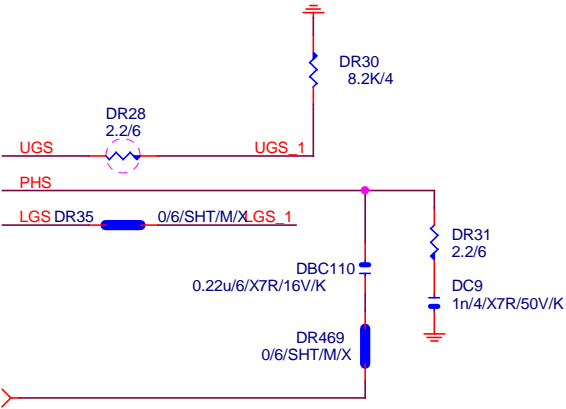 DR30
8.2K/4
DR28
2.2/6
UGS
UGS_1
PHS
LGS
DR35
0/6/SHT/M/X
LGS_1
DR31
2.2/6
DBC110
0.22u/6/X7R/16V/K
DC9
1n/4/X7R/50V/K
DR469
0/6/SHT/M/X